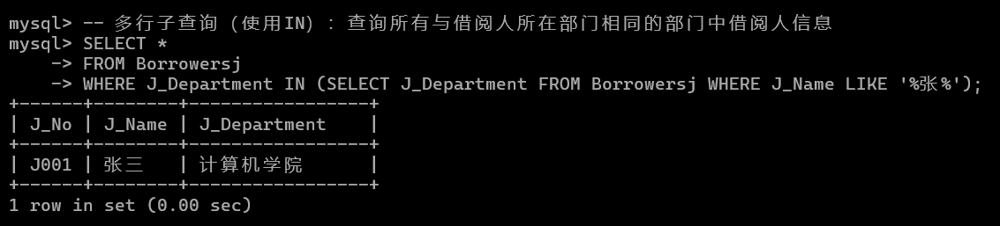 mysql> -- 多行子查询（使用IN）：查询所有与借阅人所在部门相同的部门中借阅人信息
mysql> SELECT *
    -> FROM Borrowersj
    -> WHERE J_Department IN (SELECT J_Department FROM Borrowersj WHERE J_Name LIKE '%张%');
+------+--------+-----------------+
| J_No | J_Name | J_Department    |
+------+--------+-----------------+
| J001 | 张三   | 计算机学院      |
+------+--------+-----------------+
1 row in set (0.00 sec)